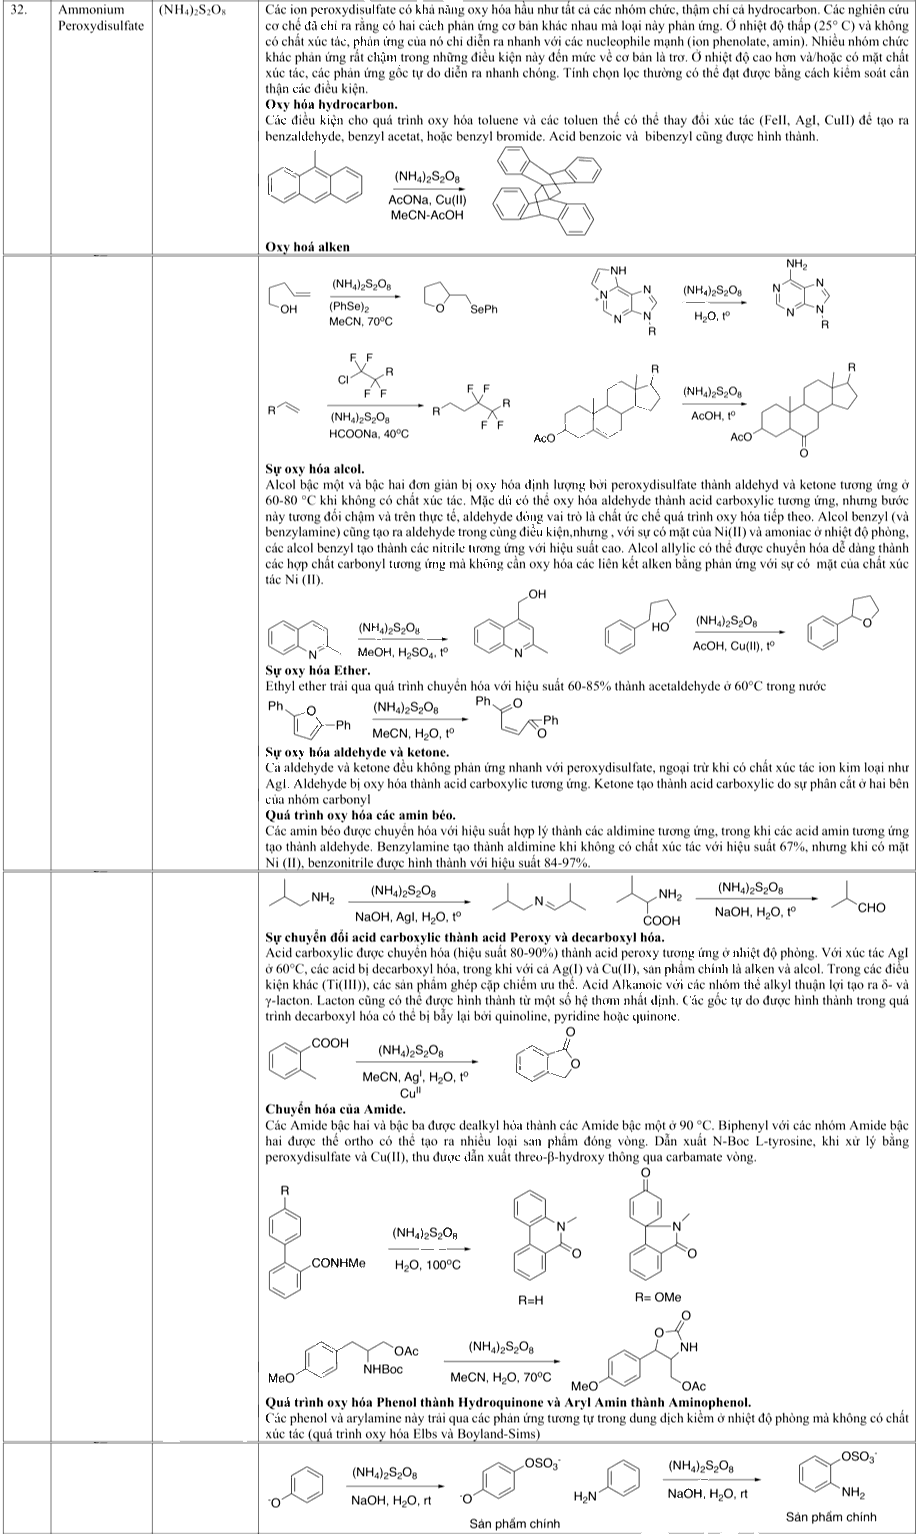 32. Ammonium (NH₄)₂S₂O₈ Các ion peroxydisulfate có khả năng oxy hóa hầu như tất cả các nhóm chức, thậm chí cả hydrocarbon. Các nghiên cứu
Peroxydisulfate cơ chế đã chỉ ra rằng có hai cách phản ứng cơ bản khác nhau mà loại này phản ứng. Ở nhiệt độ thấp (25° C) và không
có chất xúc tác, phản ứng của nó chỉ diễn ra nhanh với các nucleophile mạnh (ion phenolate, amin). Nhiều nhóm chức
khác phản ứng rất chậm trong những điều kiện này đến mức về cơ bản là trơ. Ở nhiệt độ cao hơn và/hoặc có mặt chất
xúc tác, các phản ứng gốc tự do diễn ra nhanh chóng. Tính chọn lọc thường có thể đạt được bằng cách kiểm soát cẩn
thận các điều kiện.
Oxy hóa hydrocarbon.
Các điều kiện cho quá trình oxy hóa toluene và các toluen thế có thể thay đổi xúc tác (FeII, AgI, CuII) để tạo ra
benzaldehyde, benzyl acetat, hoặc benzyl bromide. Acid benzoic và bibenzyl cũng được hình thành.
(NH₄)₂S₂O₈
AcONa, Cu(II)
MeCN-AcOH
Oxy hoá alken
OH
(NH₄)₂S₂O₈
(PhSe)₂
MeCN, 70ºC
O
SePh
NH
N
N
N
N
R
(NH₄)₂S₂O₈
H₂O, tº
NH₂
N
N
N
N
R
R
F F
Cl
R
F F
(NH₄)₂S₂O₈
HCOONa, 40ºC
R
F F
R
F F
R
AcO
(NH₄)₂S₂O₈
AcOH, tº
R
AcO
O
Sự oxy hóa alcol.
Alcol bậc một và bậc hai đơn giản bị oxy hóa định lượng bởi peroxydisulfate thành aldehyd và ketone tương ứng ở
60-80 °C khi không có chất xúc tác. Mặc dù có thể oxy hóa aldehyde thành acid carboxylic tương ứng, nhưng bước
này tương đối chậm và trên thực tế, aldehyde đóng vai trò là chất ức chế quá trình oxy hóa tiếp theo. Alcol benzyl (và
benzylamine) cũng tạo ra aldehyde trong cùng điều kiện,nhưng , với sự có mặt của Ni(II) và amoniac ở nhiệt độ phòng,
các alcol benzyl tạo thành các nitrile tương ứng với hiệu suất cao. Alcol allylic có thể được chuyển hóa dễ dàng thành
các hợp chất carbonyl tương ứng mà không cần oxy hóa các liên kết alken bằng phản ứng với sự có mặt của chất xúc
tác Ni (II).
N
(NH₄)₂S₂O₈
MeOH, H₂SO₄, tº
OH
N
HO
(NH₄)₂S₂O₈
AcOH, Cu(II), tº
O
Sự oxy hóa Ether.
Ethyl ether trải qua quá trình chuyển hóa với hiệu suất 60-85% thành acetaldehyde ở 60°C trong nước
Ph
O
Ph
(NH₄)₂S₂O₈
MeCN, H₂O, tº
Ph
O
Ph
O
Sự oxy hóa aldehyde và ketone.
Cả aldehyde và ketone đều không phản ứng nhanh với peroxydisulfate, ngoại trừ khi có chất xúc tác ion kim loại như
AgI. Aldehyde bị oxy hóa thành acid carboxylic tương ứng. Ketone tạo thành acid carboxylic do sự phân cắt ở hai bên
của nhóm carbonyl
Quá trình oxy hóa các amin béo.
Các amin béo được chuyển hóa với hiệu suất hợp lý thành các aldimine tương ứng, trong khi các acid amin tương ứng
tạo thành aldehyde. Benzylamine tạo thành aldimine khi không có chất xúc tác với hiệu suất 67%, nhưng khi có mặt
Ni (II), benzonitrile được hình thành với hiệu suất 84-97%.
NH₂
(NH₄)₂S₂O₈
NaOH, AgI, H₂O, tº
N
NH₂
COOH
(NH₄)₂S₂O₈
NaOH, H₂O, tº
CHO
Sự chuyển đổi acid carboxylic thành acid Peroxy và decarboxyl hóa.
Acid carboxylic được chuyển hóa (hiệu suất 80-90%) thành acid peroxy tương ứng ở nhiệt độ phòng. Với xúc tác AgI
ở 60°C, các acid bị decarboxyl hóa, trong khi với cả Ag(I) và Cu(II), sản phẩm chính là alken và alcol. Trong các điều
kiện khác (Ti(III)), các sản phẩm ghép cặp chiếm ưu thế. Acid Alkanoic với các nhóm thế alkyl thuận lợi tạo ra δ- và
γ-lacton. Lacton cũng có thể được hình thành từ một số hệ thơm nhất định. Các gốc tự do được hình thành trong quá
trình decarboxyl hóa có thể bị bẫy lại bởi quinoline, pyridine hoặc quinone.
COOH
(NH₄)₂S₂O₈
MeCN, Agᴵ, H₂O, tº
Cuᴵᴵ
O
O
Chuyển hóa của Amide.
Các Amide bậc hai và bậc ba được dealkyl hóa thành các Amide bậc một ở 90 °C. Biphenyl với các nhóm Amide bậc
hai được thế ortho có thể tạo ra nhiều loại sản phẩm đóng vòng. Dẫn xuất N-Boc L-tyrosine, khi xử lý bằng
peroxydisulfate và Cu(II), thu được dẫn xuất threo-β-hydroxy thông qua carbamate vòng.
R
CONHMe
(NH₄)₂S₂O₈
H₂O, 100ºC
N
O
R=H
O
N
O
R= OMe
MeO
OAc
NHBoc
(NH₄)₂S₂O₈
MeCN, H₂O, 70ºC
O
O
NH
MeO
OAc
Quá trình oxy hóa Phenol thành Hydroquinone và Aryl Amin thành Aminophenol.
Các phenol và arylamine này trải qua các phản ứng tương tự trong dung dịch kiềm ở nhiệt độ phòng mà không có chất
xúc tác (quá trình oxy hóa Elbs và Boyland-Sims)
⁻O
(NH₄)₂S₂O₈
NaOH, H₂O, rt
OSO₃⁻
⁻O
Sản phẩm chính
H₂N
(NH₄)₂S₂O₈
NaOH, H₂O, rt
OSO₃⁻
NH₂
Sản phẩm chính